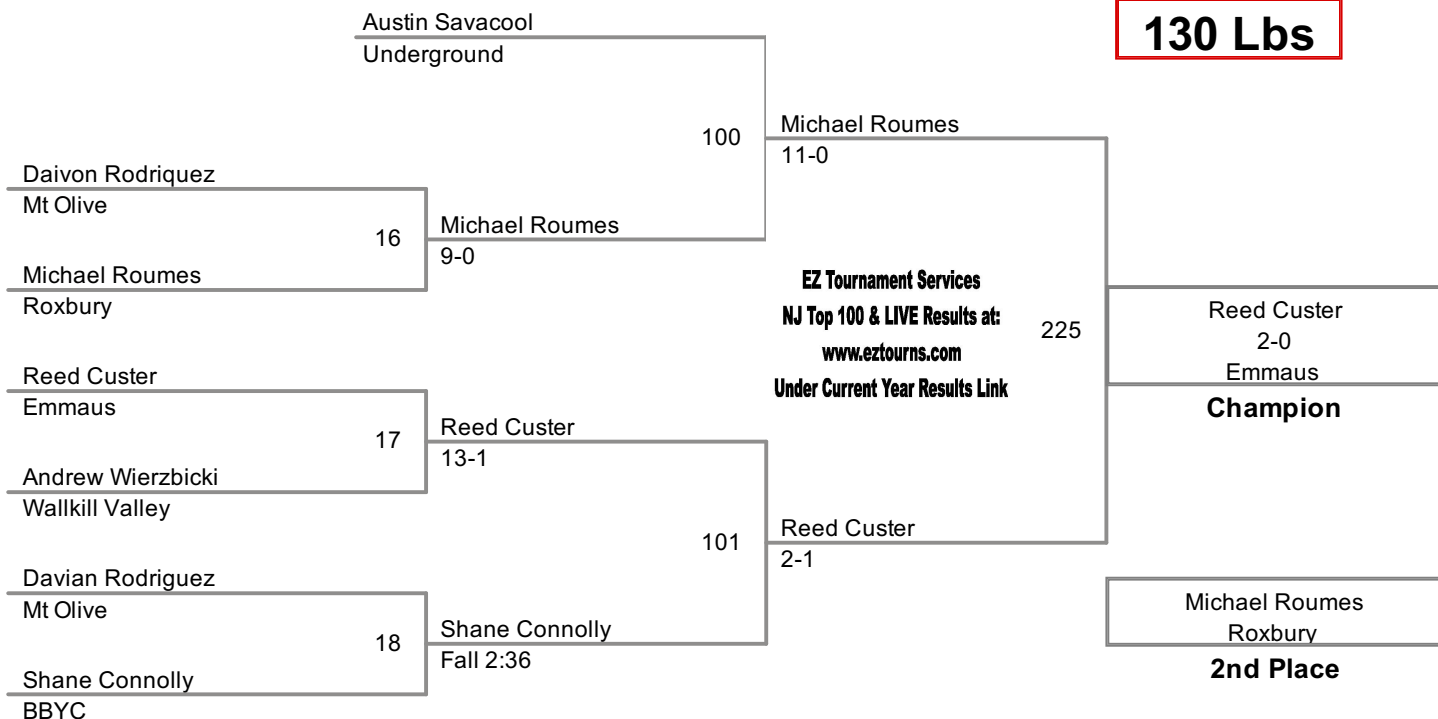 Austin Savacool
Underground
130 Lbs
100
Michael Roumes
11-0
Daivon Rodriquez
Mt Olive
16
Michael Roumes
9-0
Michael Roumes
Roxbury
EZ Tournament Services
NJ Top 100 & LIVE Results at:
www.eztourns.com
Under Current Year Results Link
225
Reed Custer
2-0
Emmaus
Champion
Reed Custer
Emmaus
17
Reed Custer
13-1
Andrew Wierzbicki
Wallkill Valley
101
Reed Custer
2-1
Davian Rodriguez
Mt Olive
18
Shane Connolly
Fall 2:36
Shane Connolly
BBYC
Michael Roumes
Roxbury
2nd Place